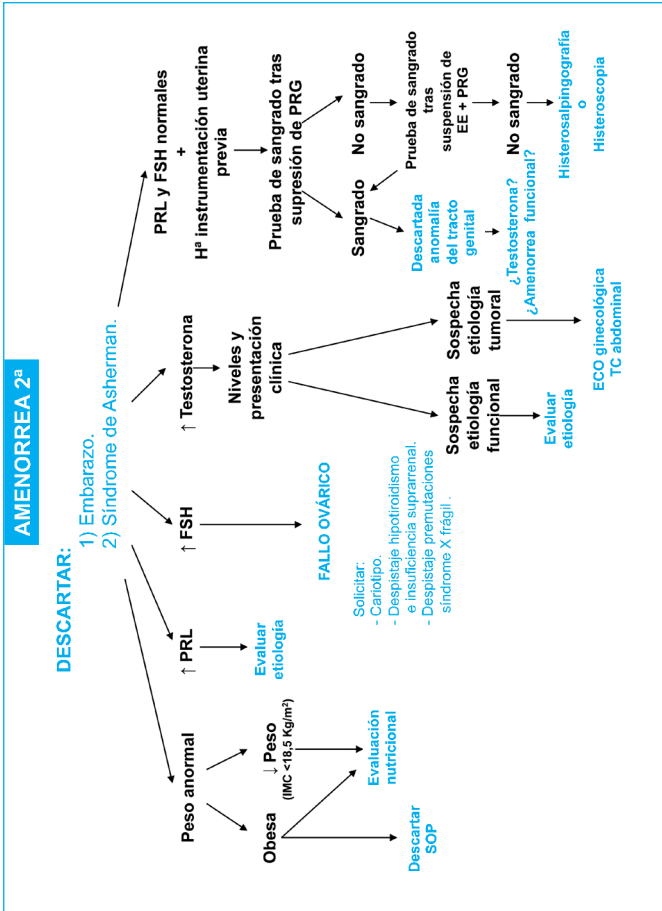 AMENORREA 2ª
DESCARTAR:
1) Embarazo.
2) Síndrome de Asherman.
Peso anormal
Obesa
↓ Peso
(IMC <18,5 Kg/m²)
Descartar
SOP
Evaluación
nutricional
↑ PRL
Evaluar
etiología
↑ FSH
FALLO OVÁRICO
Solicitar:
- Cariotipo.
- Despistaje hipotiroidismo
e insuficiencia suprarrenal.
- Despistaje premutaciones
síndrome X frágil .
↑ Testosterona
Niveles y
presentación
clínica
Sospecha
etiología
funcional
Evaluar
etiología
Sospecha
etiología
tumoral
ECO ginecológica
TC abdominal
PRL y FSH normales
+
Hª instrumentación uterina
previa
Prueba de sangrado tras
supresión de PRG
Sangrado
Descartada
anomalía
del tracto
genital
¿Testosterona?
¿Amenorrea funcional?
No sangrado
Prueba de sangrado
tras
suspensión de
EE + PRG
No sangrado
Histerosalpingografía
o
Histeroscopia